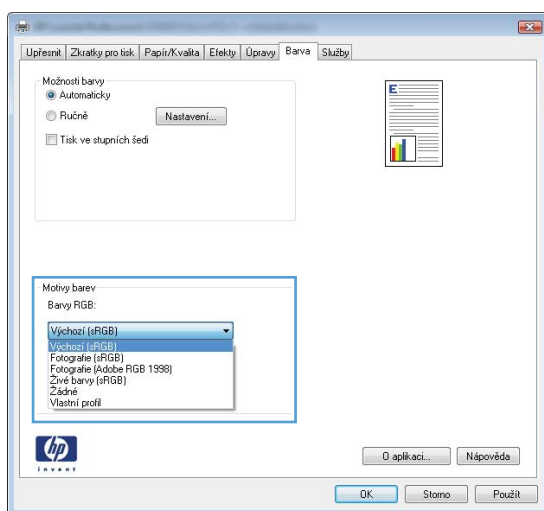 Upřesnit Zkratky pro tisk Papír/Kvalita Efekty Úpravy Barva Služby
Možnosti barvy
Automaticky
Ručně Nastavení...
Tisk ve stupních šedi
E
Motivy barev
Barvy RGB:
Výchozí (sRGB)
Výchozí (sRGB)
Fotografie (sRGB)
Fotografie (Adobe RGB 1998)
Živé barvy (sRGB)
Žádné
Vlastní profil
hp
invent
O aplikaci... Nápověda
OK Storno Použít